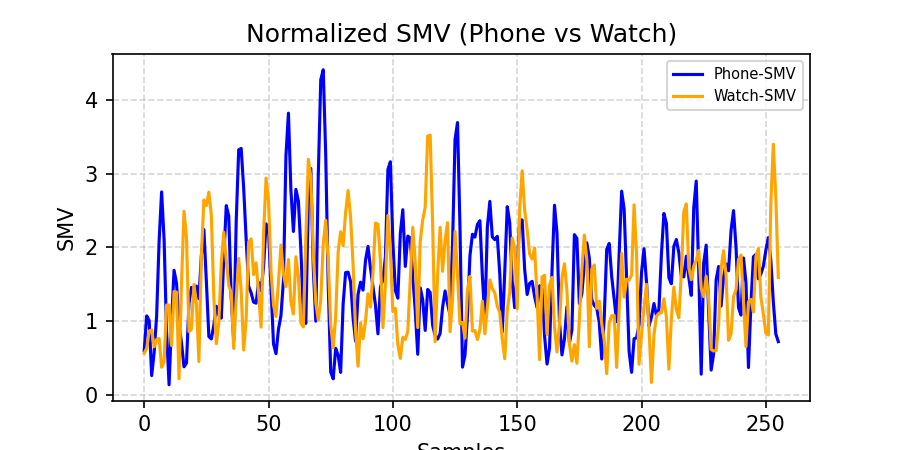 Normalized SMV (Phone vs Watch)
Phone-SMV
Watch-SMV
SMV
4
3
2
1
0
0 50 100 150 200 250
Samples